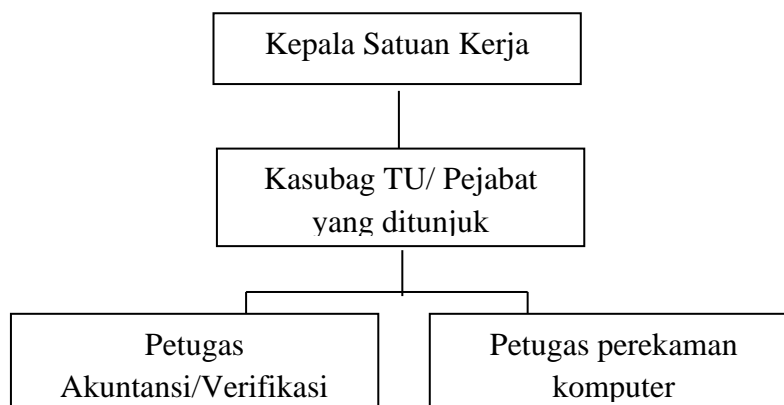 Kepala Satuan Kerja
Kasubag TU/ Pejabat
yang ditunjuk
Petugas
Akuntansi/Verifikasi
Petugas perekaman
komputer